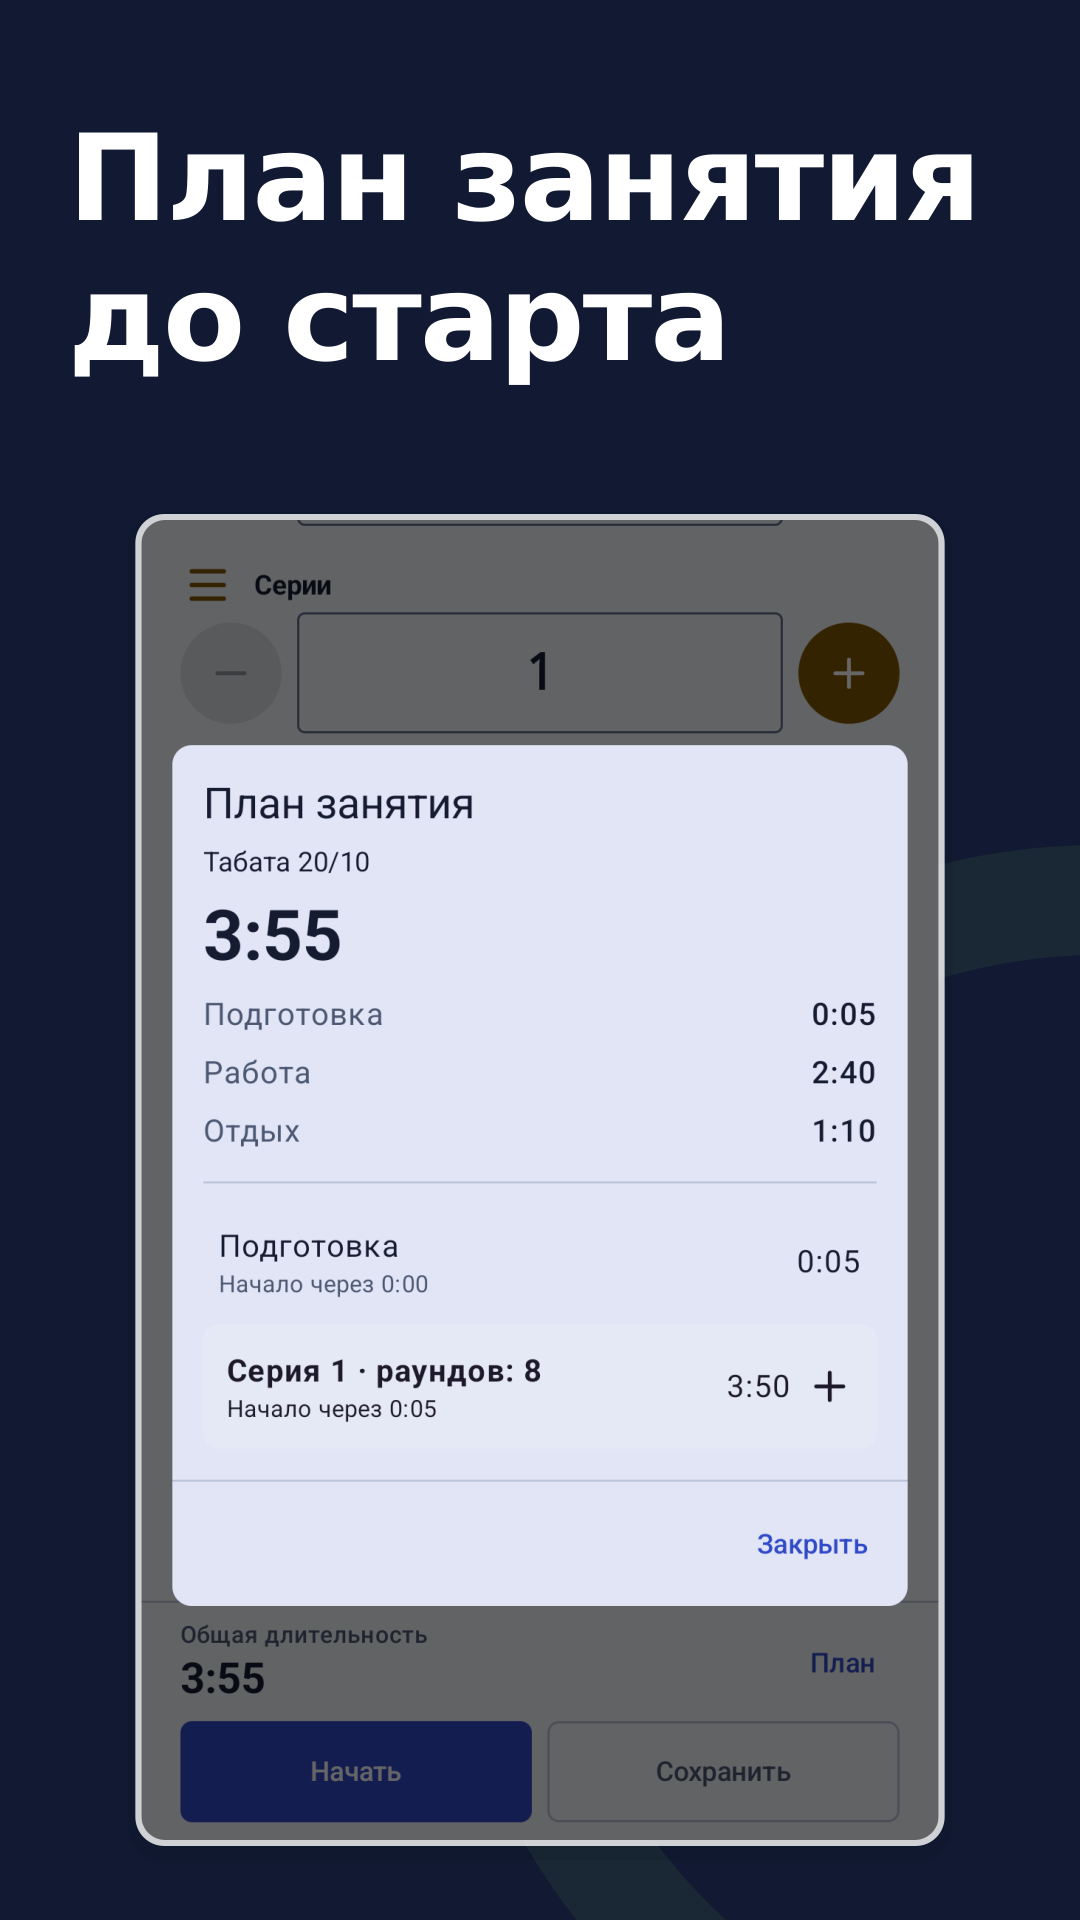 План занятия
до старта
Серии
1
План занятия
Табата 20/10
3:55
Подготовка 0:05
Работа 2:40
Отдых 1:10
Подготовка 0:05
Начало через 0:00
Серия 1 · раундов: 8 3:50
Начало через 0:05
Закрыть
Общая длительность
3:55 План
Начать Сохранить